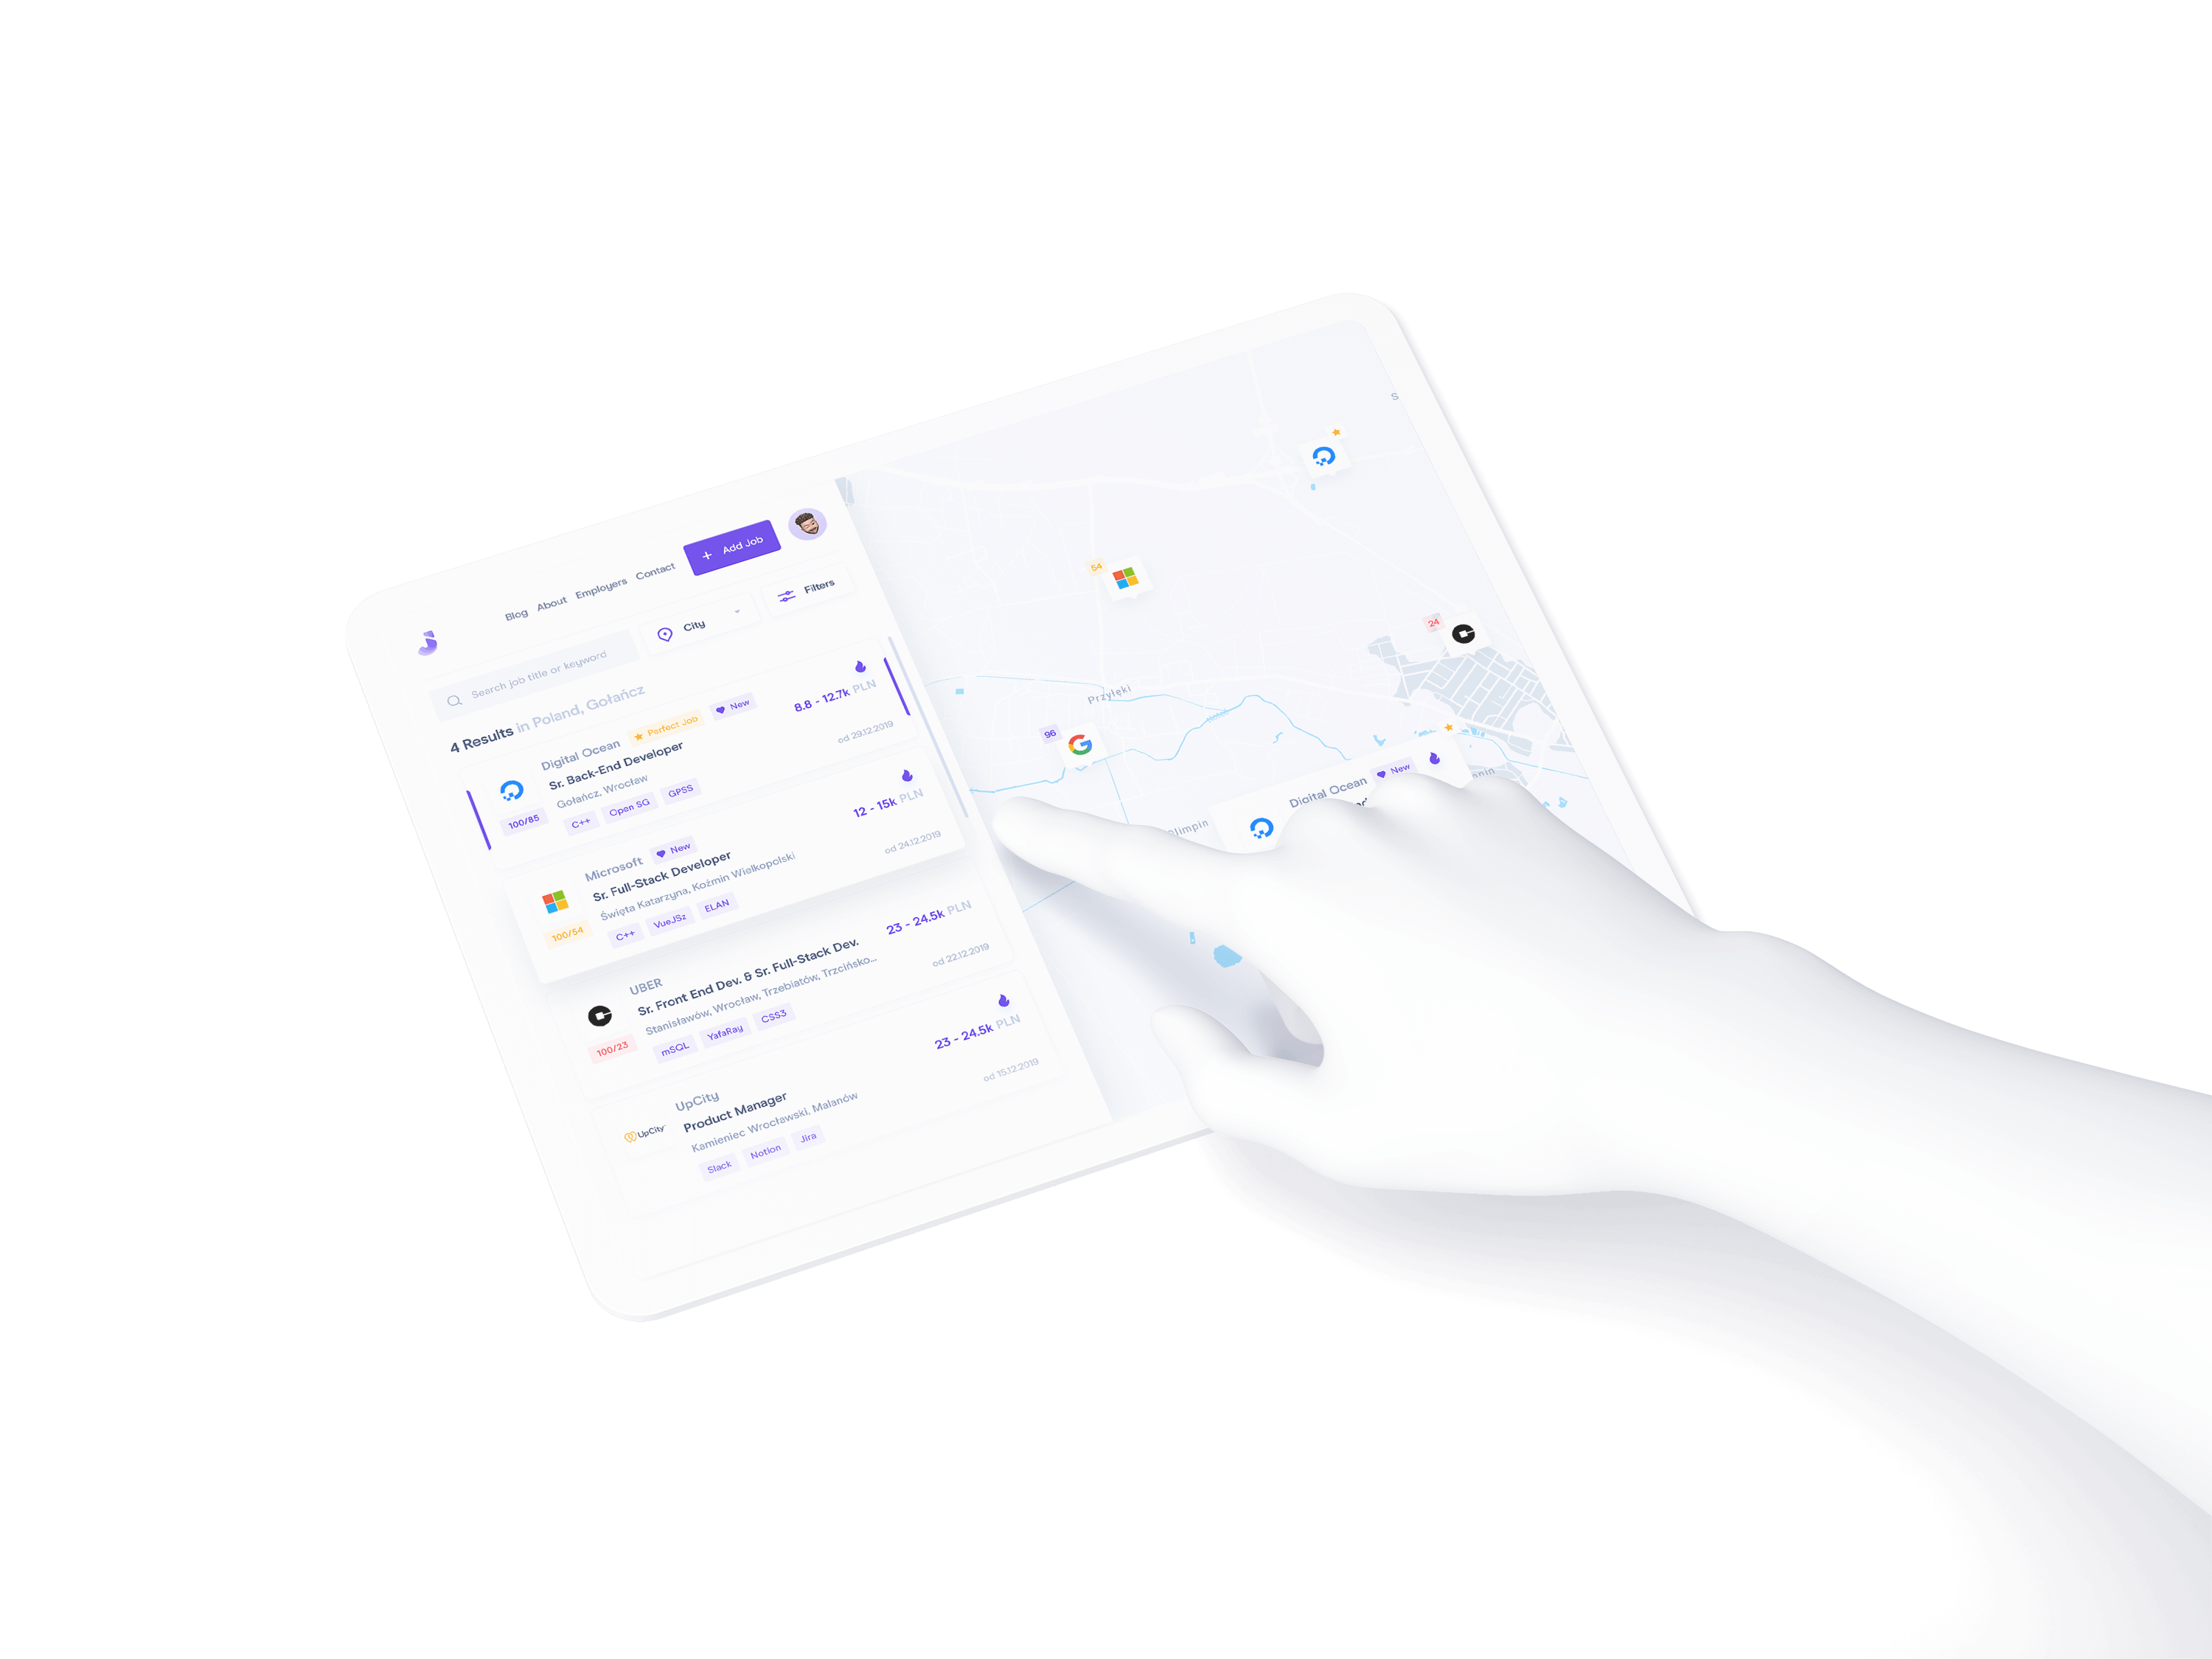 Blog About Employers Contact
+ Add Job
Search job title or keyword
City
Filters
4 Results in Poland, Gołańcz
Digital Ocean Perfect Job New
Sr. Back-End Developer
Gołańcz, Wrocław
100/85
C++ Open SG GPSS
8.8 - 12.7k PLN
od 29.12.2019
Microsoft New
Sr. Full-Stack Developer
Święta Katarzyna, Koźmin Wielkopolski
100/54
C++ VueJSz ELAN
12 - 15k PLN
od 24.12.2019
UBER
Sr. Front End Dev. & Sr. Full-Stack Dev.
Stanisławów, Wrocław, Trzebiatów, Trzcińsko...
100/23
mSQL YafaRay CSS3
23 - 24.5k PLN
od 22.12.2019
UpCity
UpCity
Product Manager
Kamieniec Wrocławski, Malanów
Slack Notion Jira
23 - 24.5k PLN
od 15.12.2019
S
54
24
Przyłęki
96
Digital Ocean New